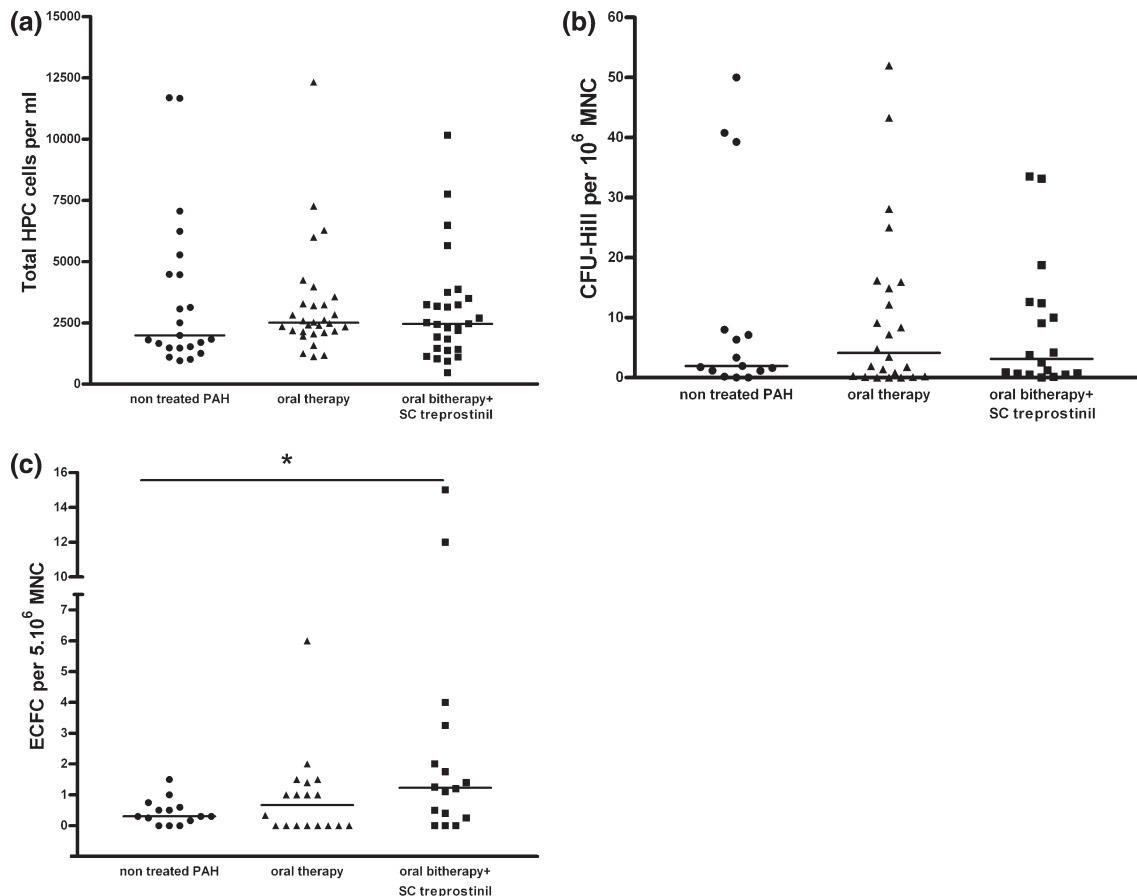 (a)
Total HPC cells per ml
15000
12500
10000
7500
5000
2500
0
non treated PAH
oral therapy
oral bitherapy+
SC treprostinil
(b)
CFU-Hill per 10⁶ MNC
60
50
40
30
20
10
0
non treated PAH
oral therapy
oral bitherapy+
SC treprostinil
(c)
ECFC per 5.10⁶ MNC
*
16
14
12
10
7
6
5
4
3
2
1
0
non treated PAH
oral therapy
oral bitherapy+
SC treprostinil